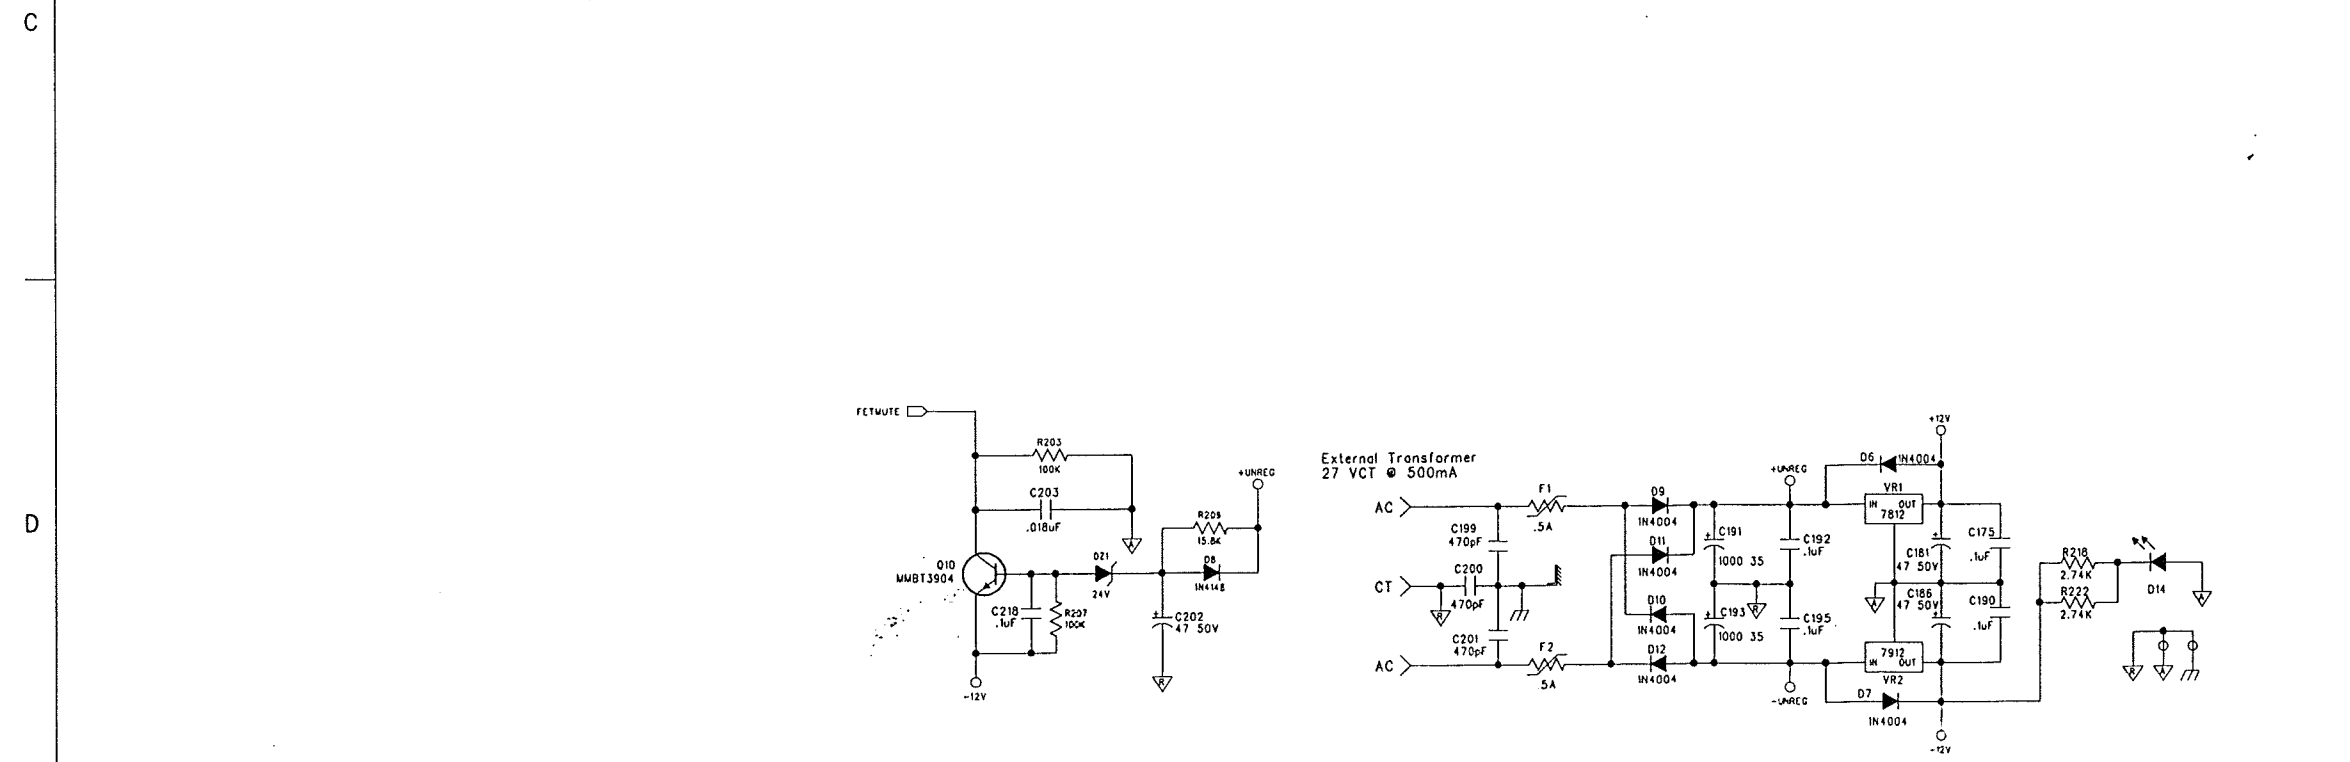 C
D
FETMUTE
R203
100K
C203
.018uF
Q10
MMBT3904
C218
.1uF
R207
100K
-12V
DZ1
24V
+UNREG
R209
15.8K
D8
1N4148
C202
47 50V
R
A
External Transformer
27 VCT @ 500mA
AC
CT
AC
C199
470pF
C200
470pF
C201
470pF
R
F1
.5A
F2
.5A
D9
1N4004
D11
1N4004
D10
1N4004
D12
1N4004
C191
1000 35
C193
1000 35
R
+UNREG
C192
.1uF
C195
.1uF
-UNREG
D6
1N4004
VR1
IN OUT
7812
7912
IN OUT
VR2
D7
1N4004
+12V
C181
47 50V
C186
47 50V
C175
.1uF
C190
.1uF
A
-12V
R218
2.74K
R222
2.74K
D14
A
R
A